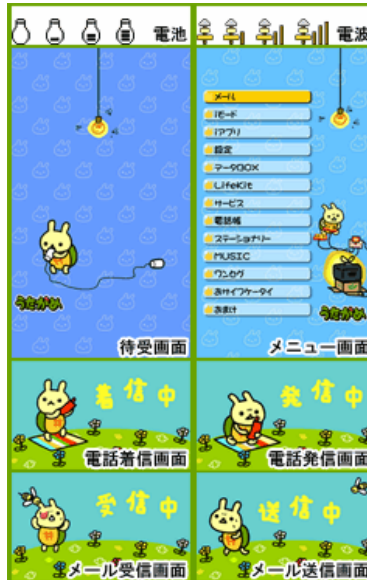 電池
電波
うたがめ
待受画面
メール
iモード
iアプリ
設定
データBOX
LifeKit
サービス
電話帳
ステーショナリー
MUSIC
ワンセグ
おサイフケータイ
おまけ
うたがめ
メニュー画面
着信中
電話着信画面
発信中
電話発信画面
受信中
メール受信画面
送信中
メール送信画面